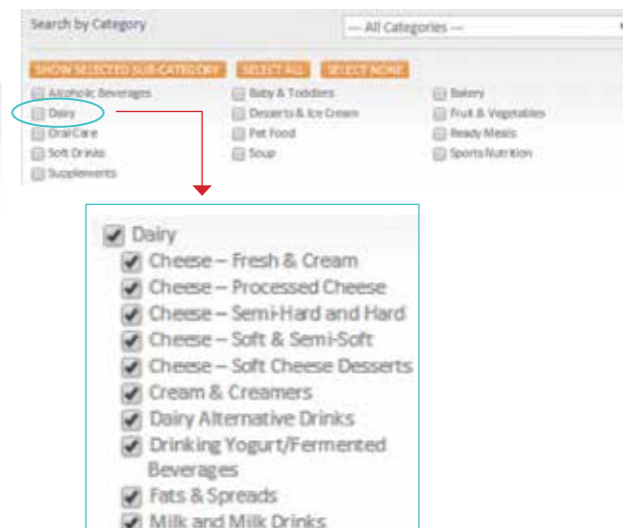 Search by Category
--- All Categories ---
SHOW SELECTED SUB-CATEGORY SELECT ALL SELECT NONE
Alcoholic Beverages Baby & Toddlers Bakery
Dairy Desserts & Ice Cream Fruit & Vegetables
Oral Care Pet Food Ready Meals
Soft Drinks Soup Sports Nutrition
Supplements
Dairy
Cheese – Fresh & Cream
Cheese – Processed Cheese
Cheese – Semi-Hard and Hard
Cheese – Soft & Semi-Soft
Cheese – Soft Cheese Desserts
Cream & Creamers
Dairy Alternative Drinks
Drinking Yogurt/Fermented
Beverages
Fats & Spreads
Milk and Milk Drinks